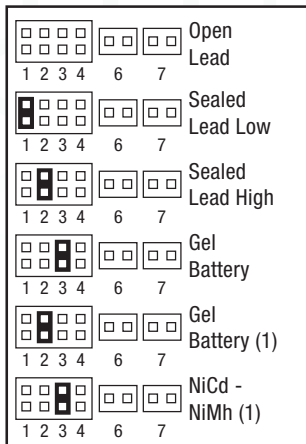 Open
Lead
1 2 3 4 6 7
Sealed
Lead Low
1 2 3 4 6 7
Sealed
Lead High
1 2 3 4 6 7
Gel
Battery
1 2 3 4 6 7
Gel
Battery (1)
1 2 3 4 6 7
NiCd -
NiMh (1)
1 2 3 4 6 7